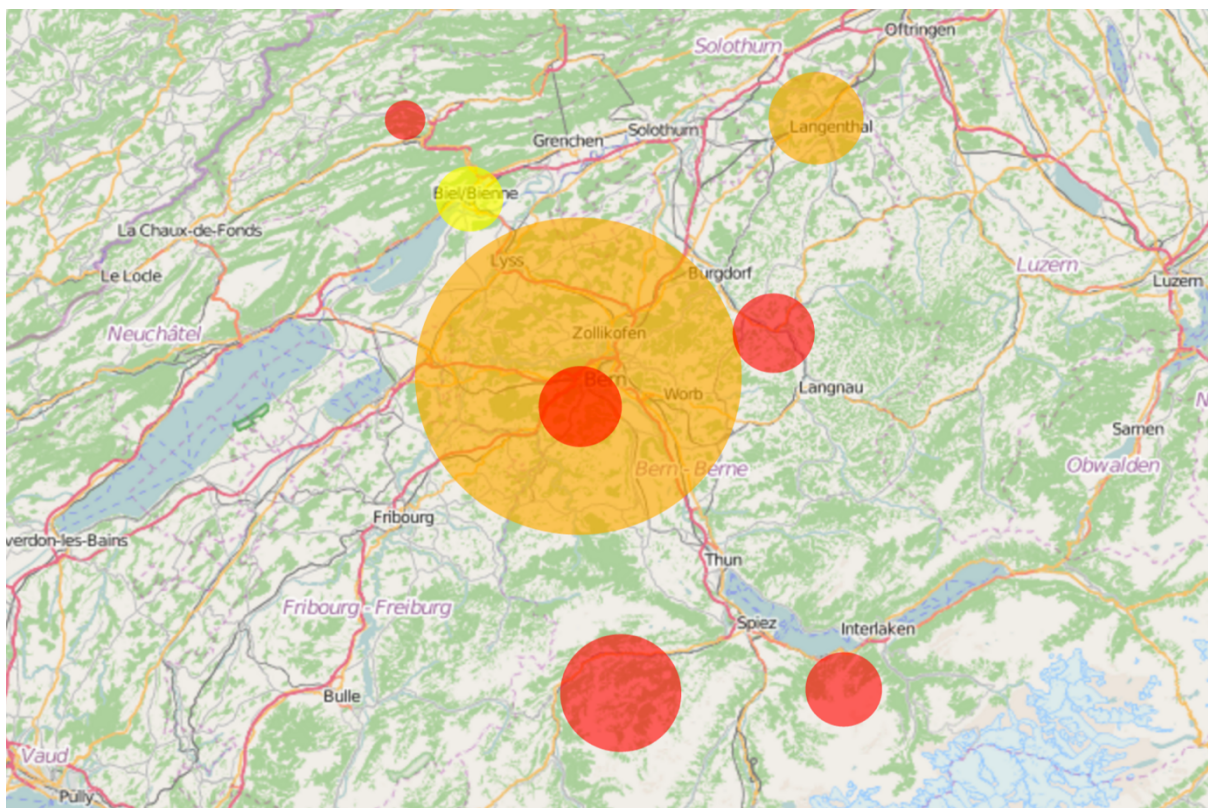 Oftringen
Solothurn
Langenthal
Solothurn
Grenchen
Biel/Bienne
La Chaux-de-Fonds
Lyss
Luzern
Burgdorf
Le Locle
Luzern
Neuchâtel
Zollikofen
Bern
Langnau
Worb
N
Sarnen
Bern - Berne
Obwalden
Fribourg
verdon-les-Bains
Thun
Fribourg - Freiburg
Spiez
Interlaken
Bulle
Vaud
Pully